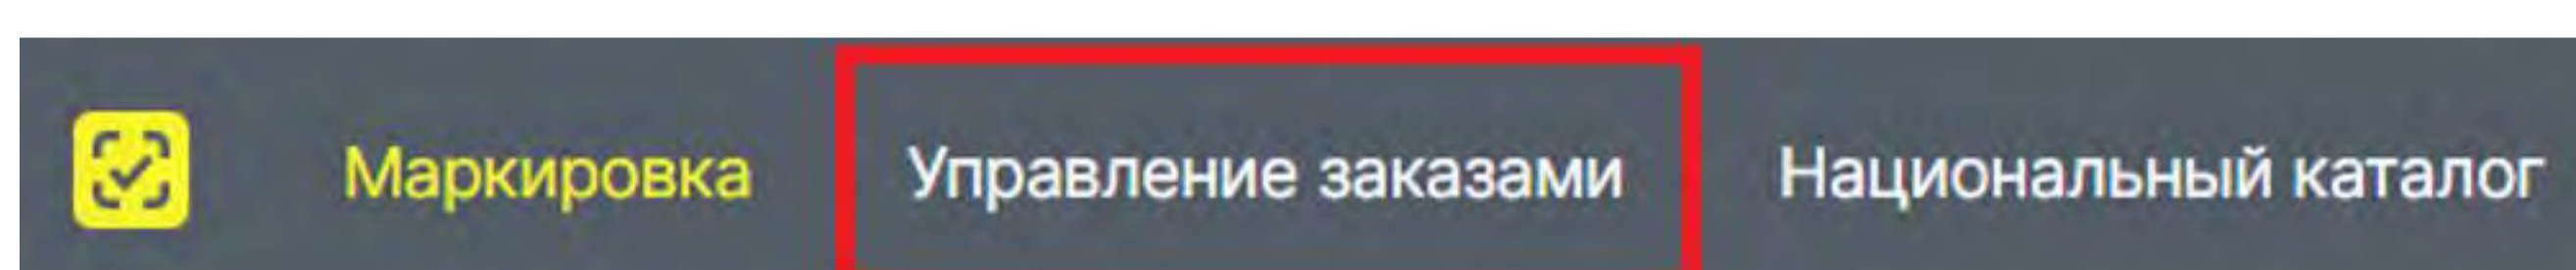 Маркировка Управление заказами Национальный каталог